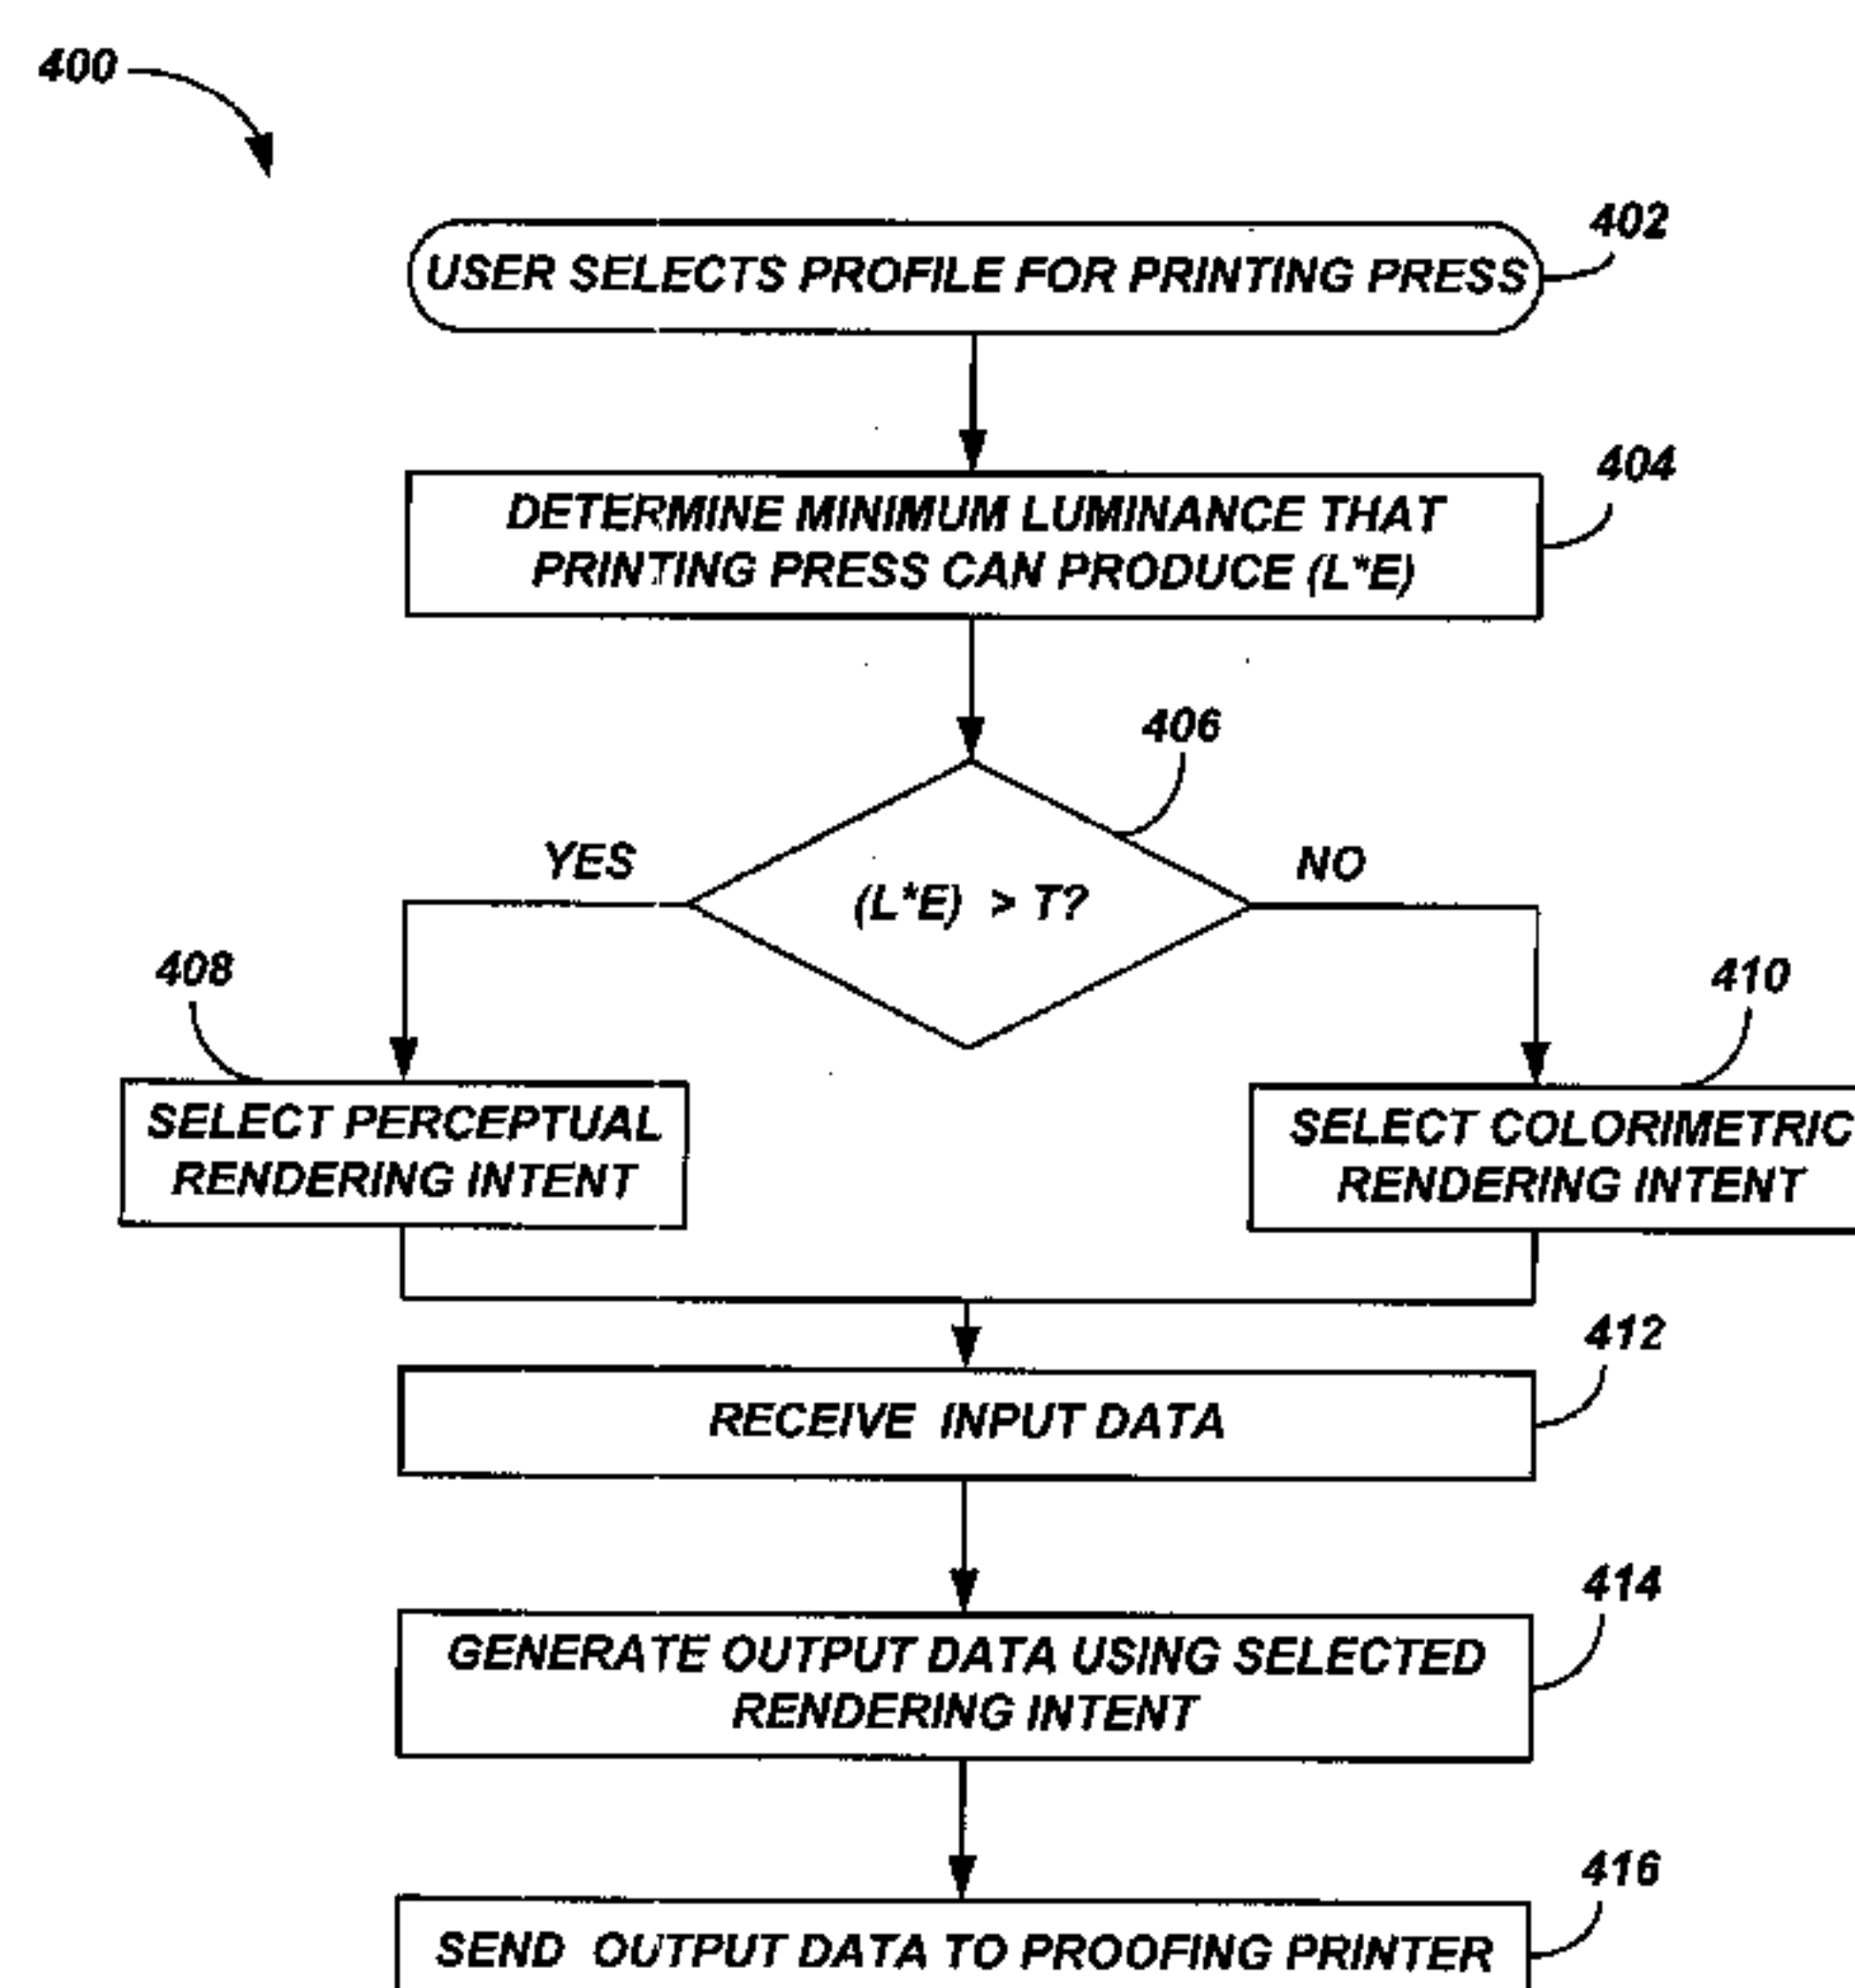 400
402
USER SELECTS PROFILE FOR PRINTING PRESS
404
DETERMINE MINIMUM LUMINANCE THAT
PRINTING PRESS CAN PRODUCE (L*E)
406
YES
(L*E) > T?
NO
408
410
SELECT PERCEPTUAL
RENDERING INTENT
SELECT COLORIMETRIC
RENDERING INTENT
412
RECEIVE INPUT DATA
414
GENERATE OUTPUT DATA USING SELECTED
RENDERING INTENT
416
SEND OUTPUT DATA TO PROOFING PRINTER